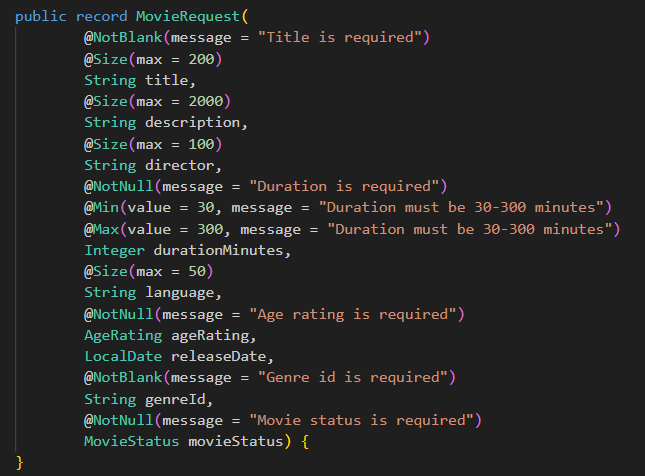 public record MovieRequest(
@NotBlank(message = "Title is required")
@Size(max = 200)
String title,
@Size(max = 2000)
String description,
@Size(max = 100)
String director,
@NotNull(message = "Duration is required")
@Min(value = 30, message = "Duration must be 30-300 minutes")
@Max(value = 300, message = "Duration must be 30-300 minutes")
Integer durationMinutes,
@Size(max = 50)
String language,
@NotNull(message = "Age rating is required")
AgeRating ageRating,
LocalDate releaseDate,
@NotBlank(message = "Genre id is required")
String genreId,
@NotNull(message = "Movie status is required")
MovieStatus movieStatus) {
}